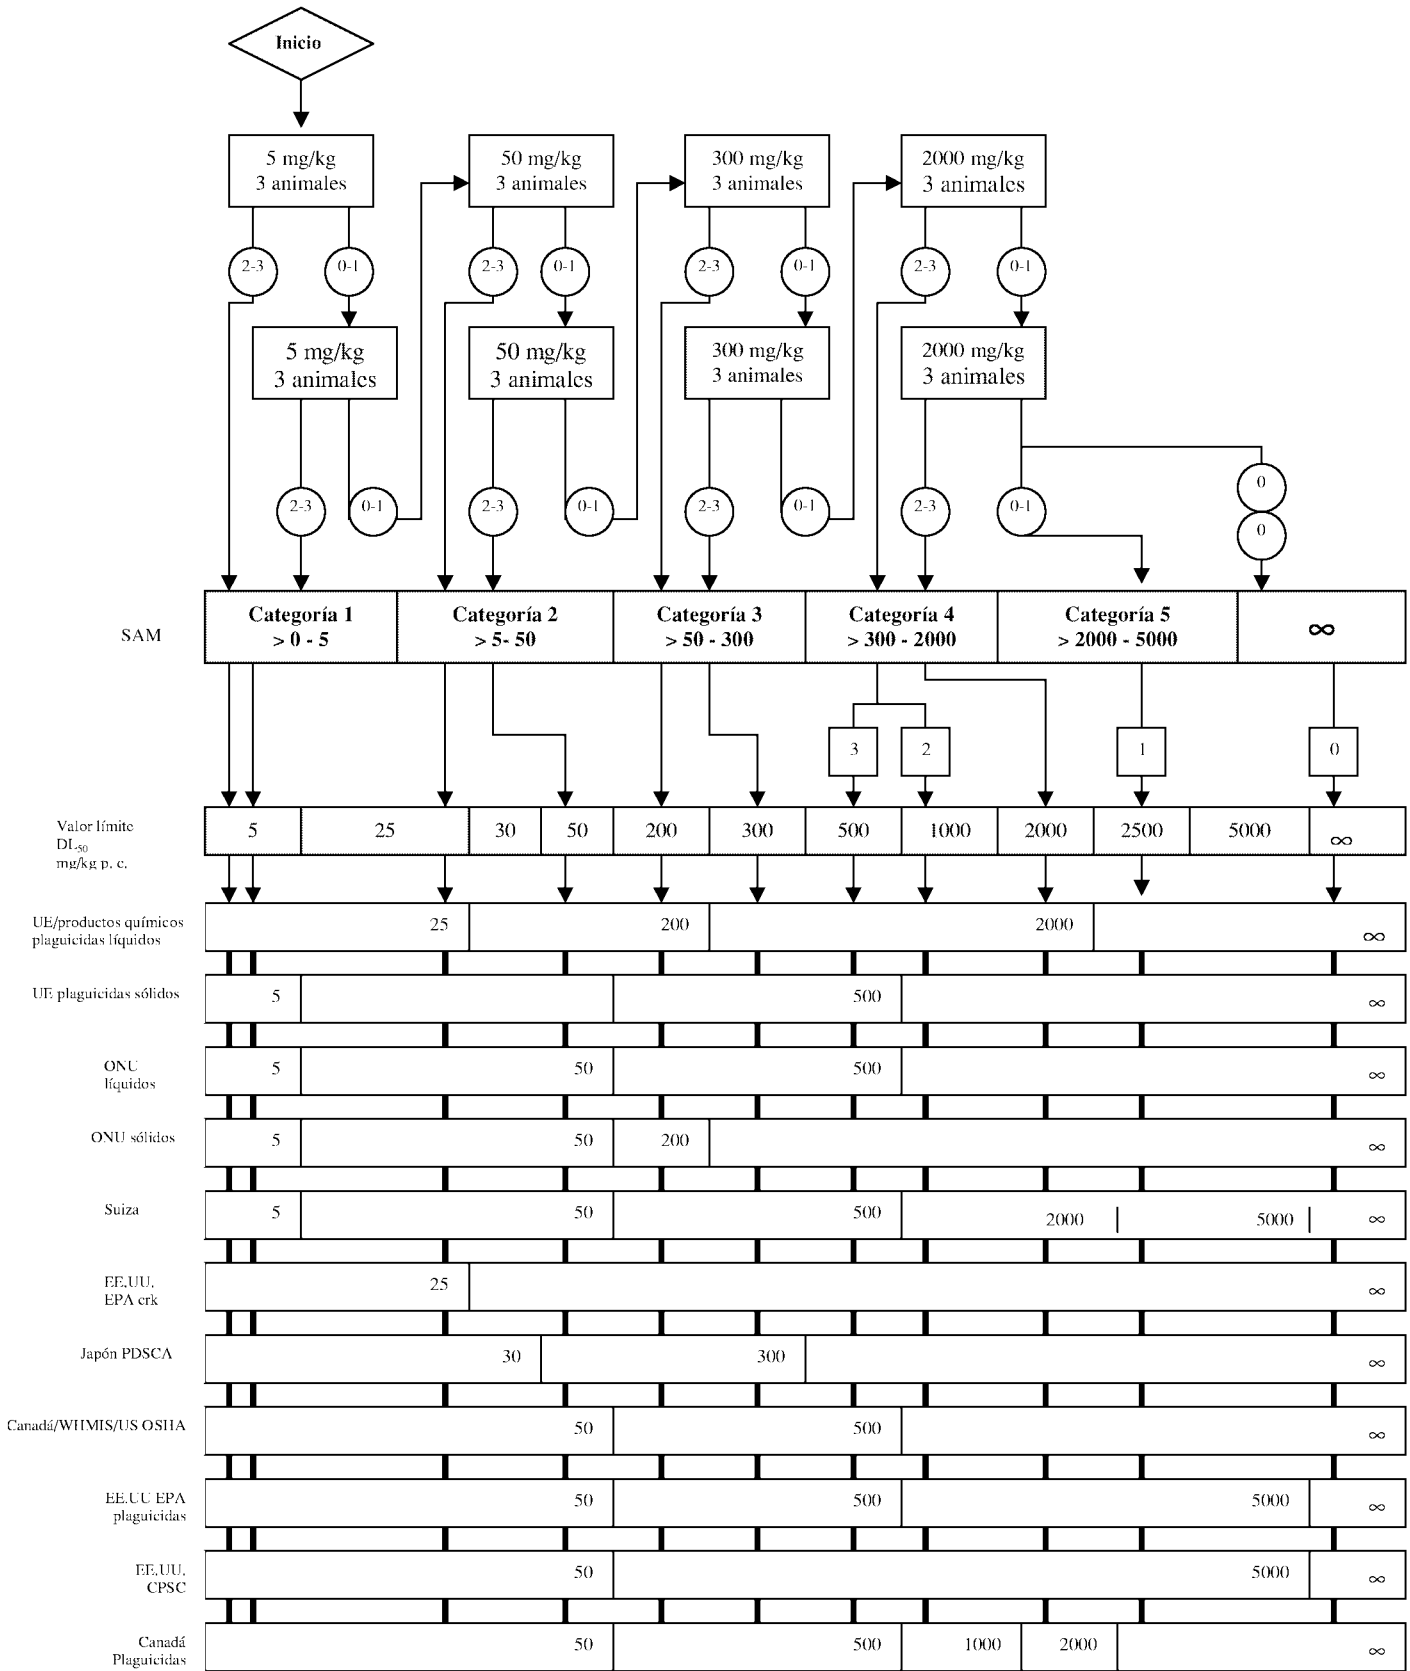 Inicio
5 mg/kg
3 animales
50 mg/kg
3 animales
300 mg/kg
3 animales
2000 mg/kg
3 animales
2-3
0-1
2-3
0-1
2-3
0-1
2-3
0-1
5 mg/kg
3 animales
50 mg/kg
3 animales
300 mg/kg
3 animales
2000 mg/kg
3 animales
2-3
0-1
2-3
0-1
2-3
0-1
2-3
0-1
0
0
SAM
Categoría 1
> 0 - 5
Categoría 2
> 5- 50
Categoría 3
> 50 - 300
Categoría 4
> 300 - 2000
Categoría 5
> 2000 - 5000
∞
3
2
1
0
Valor límite
DL50
mg/kg p. c.
5
25
30
50
200
300
500
1000
2000
2500
5000
∞
UE/productos químicos
plaguicidas líquidos
25
200
2000
∞
UE plaguicidas sólidos
5
500
∞
ONU
líquidos
5
50
500
∞
ONU sólidos
5
50
200
∞
Suiza
5
50
500
2000
5000
∞
EE.UU.
EPA crk
25
∞
Japón PDSCA
30
300
∞
Canadá/WHMIS/US OSHA
50
500
∞
EE.UU EPA
plaguicidas
50
500
5000
∞
EE.UU.
CPSC
50
5000
∞
Canadá
Plaguicidas
50
500
1000
2000
∞